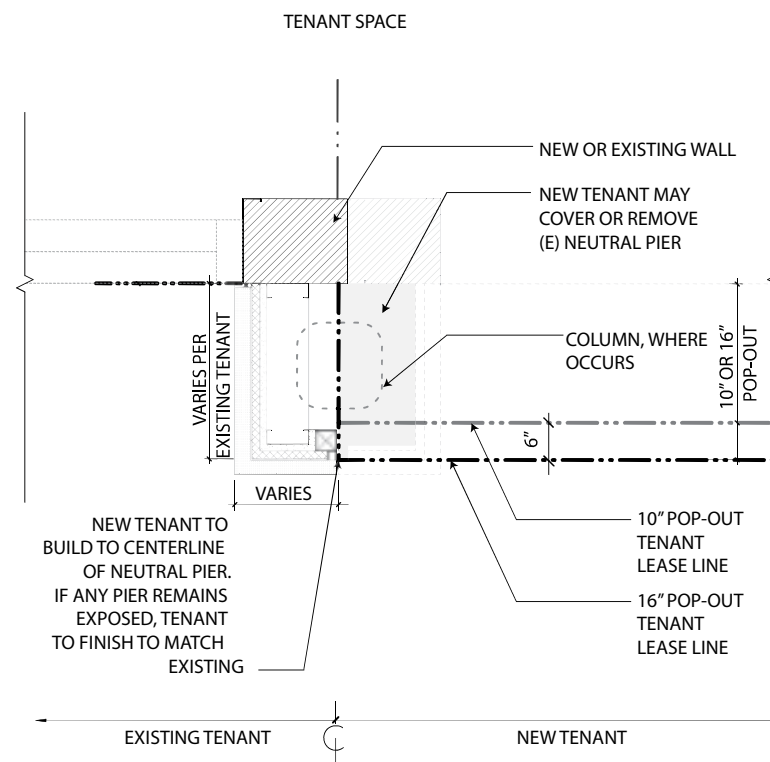 TENANT SPACE
NEW OR EXISTING WALL
NEW TENANT MAY
COVER OR REMOVE
(E) NEUTRAL PIER
COLUMN, WHERE
OCCURS
VARIES PER
EXISTING TENANT
10” OR 16”
POP-OUT
6”
VARIES
NEW TENANT TO
BUILD TO CENTERLINE
OF NEUTRAL PIER.
IF ANY PIER REMAINS
EXPOSED, TENANT
TO FINISH TO MATCH
EXISTING
10” POP-OUT
TENANT
LEASE LINE
16” POP-OUT
TENANT
LEASE LINE
EXISTING TENANT
NEW TENANT